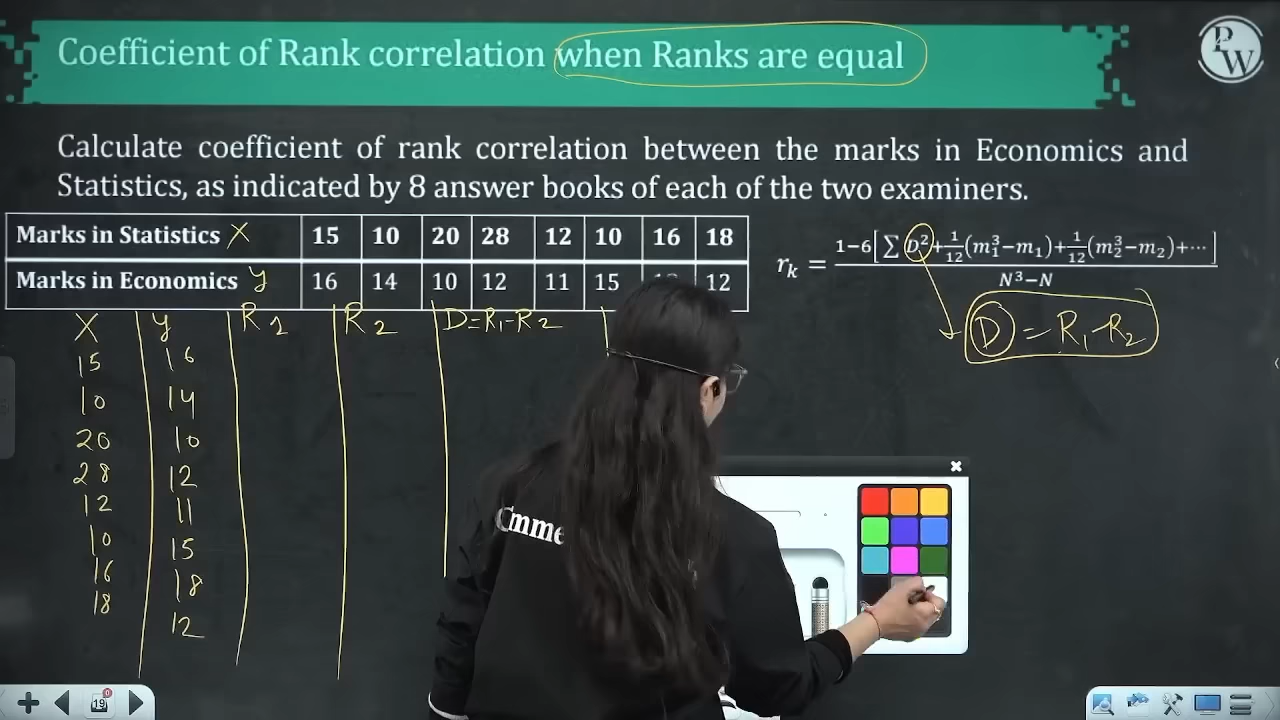 Coefficient of Rank correlation when Ranks are equal
PW
Calculate coefficient of rank correlation between the marks in Economics and
Statistics, as indicated by 8 answer books of each of the two examiners.
Marks in Statistics X 15 10 20 28 12 10 16 18
Marks in Economics y 16 14 10 12 11 15 12
r_k = 1−6[∑ D²+1/12(m₁³−m₁)+1/12(m₂³−m₂)+⋯] / N³−N
D = R₁-R₂
X y R₁ R₂ D=R₁-R₂
15 16
10 14
20 10
28 12
12 11
10 15
16 18
18 12
19
0